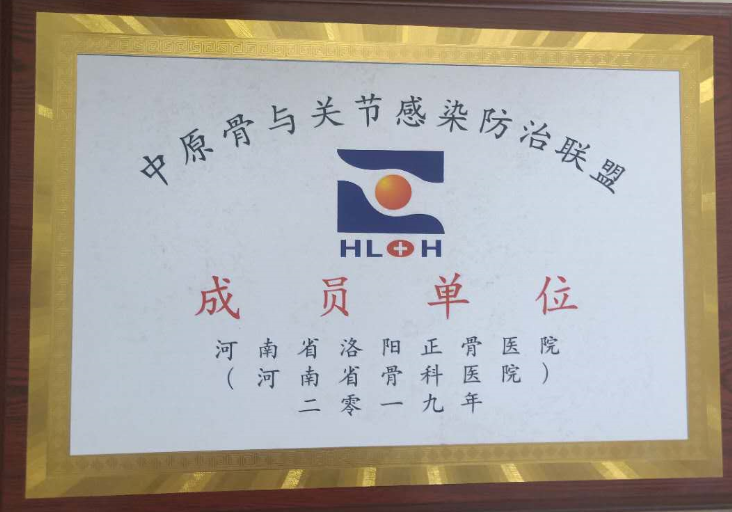 中原骨与关节感染防治联盟
HLOH
成员单位
河南省洛阳正骨医院
(河南省骨科医院)
二零一九年